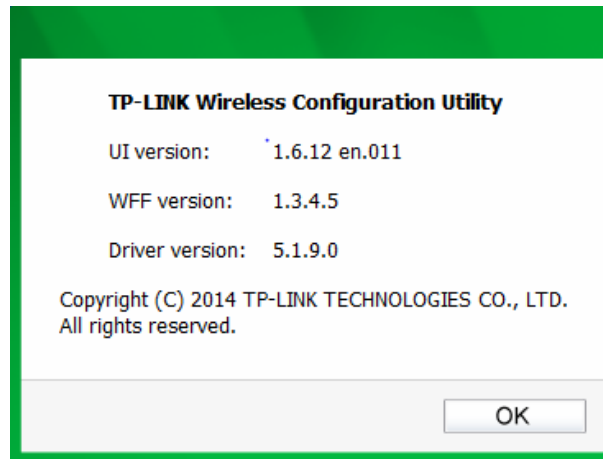 TP-LINK Wireless Configuration Utility
UI version: 1.6.12 en.011
WFF version: 1.3.4.5
Driver version: 5.1.9.0
Copyright (C) 2014 TP-LINK TECHNOLOGIES CO., LTD.
All rights reserved.
OK